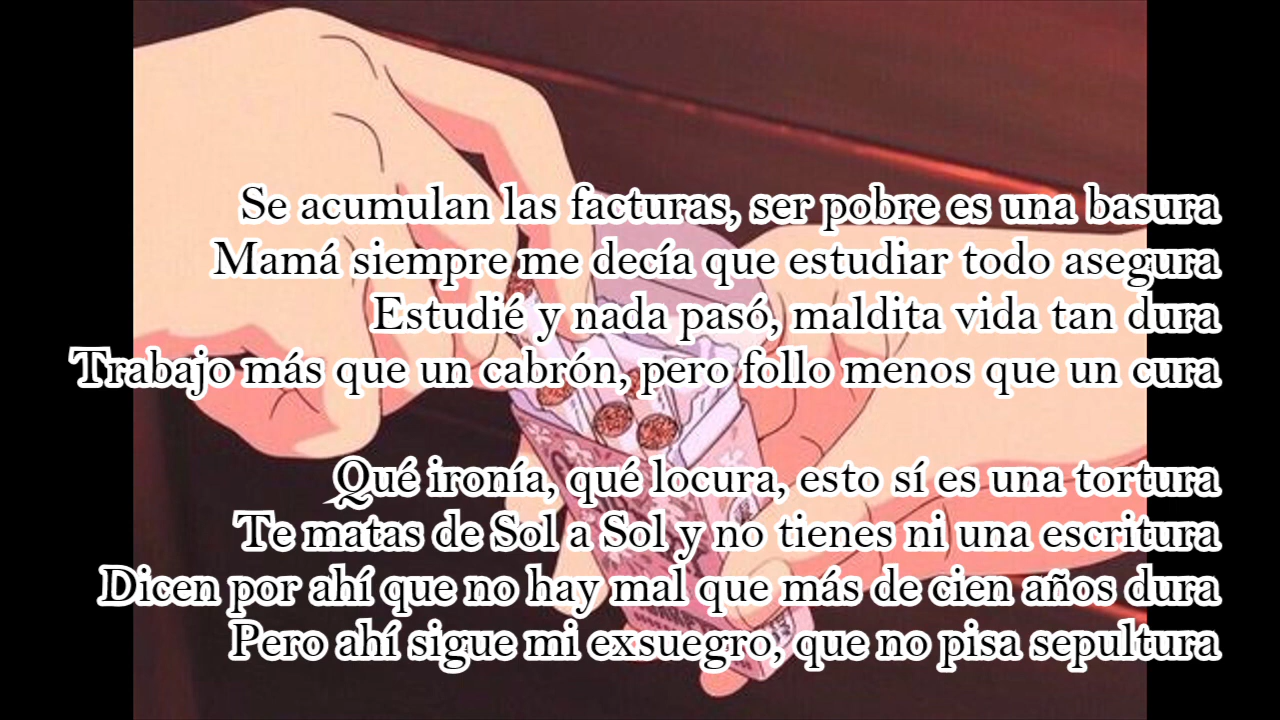 Se acumulan las facturas, ser pobre es una basura
Mamá siempre me decía que estudiar todo asegura
Estudié y nada pasó, maldita vida tan dura
Trabajo más que un cabrón, pero follo menos que un cura
Qué ironía, qué locura, esto sí es una tortura
Te matas de Sol a Sol y no tienes ni una escritura
Dicen por ahí que no hay mal que más de cien años dura
Pero ahí sigue mi exsuegro, que no pisa sepultura